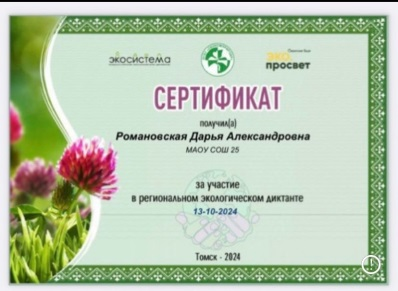 экосистема
эко
просвет
СЕРТИФИКАТ
получил(а)
Романовская Дарья Александровна
МАОУ СОШ 25
за участие
в региональном экологическом диктанте
13-10-2024
Томск - 2024